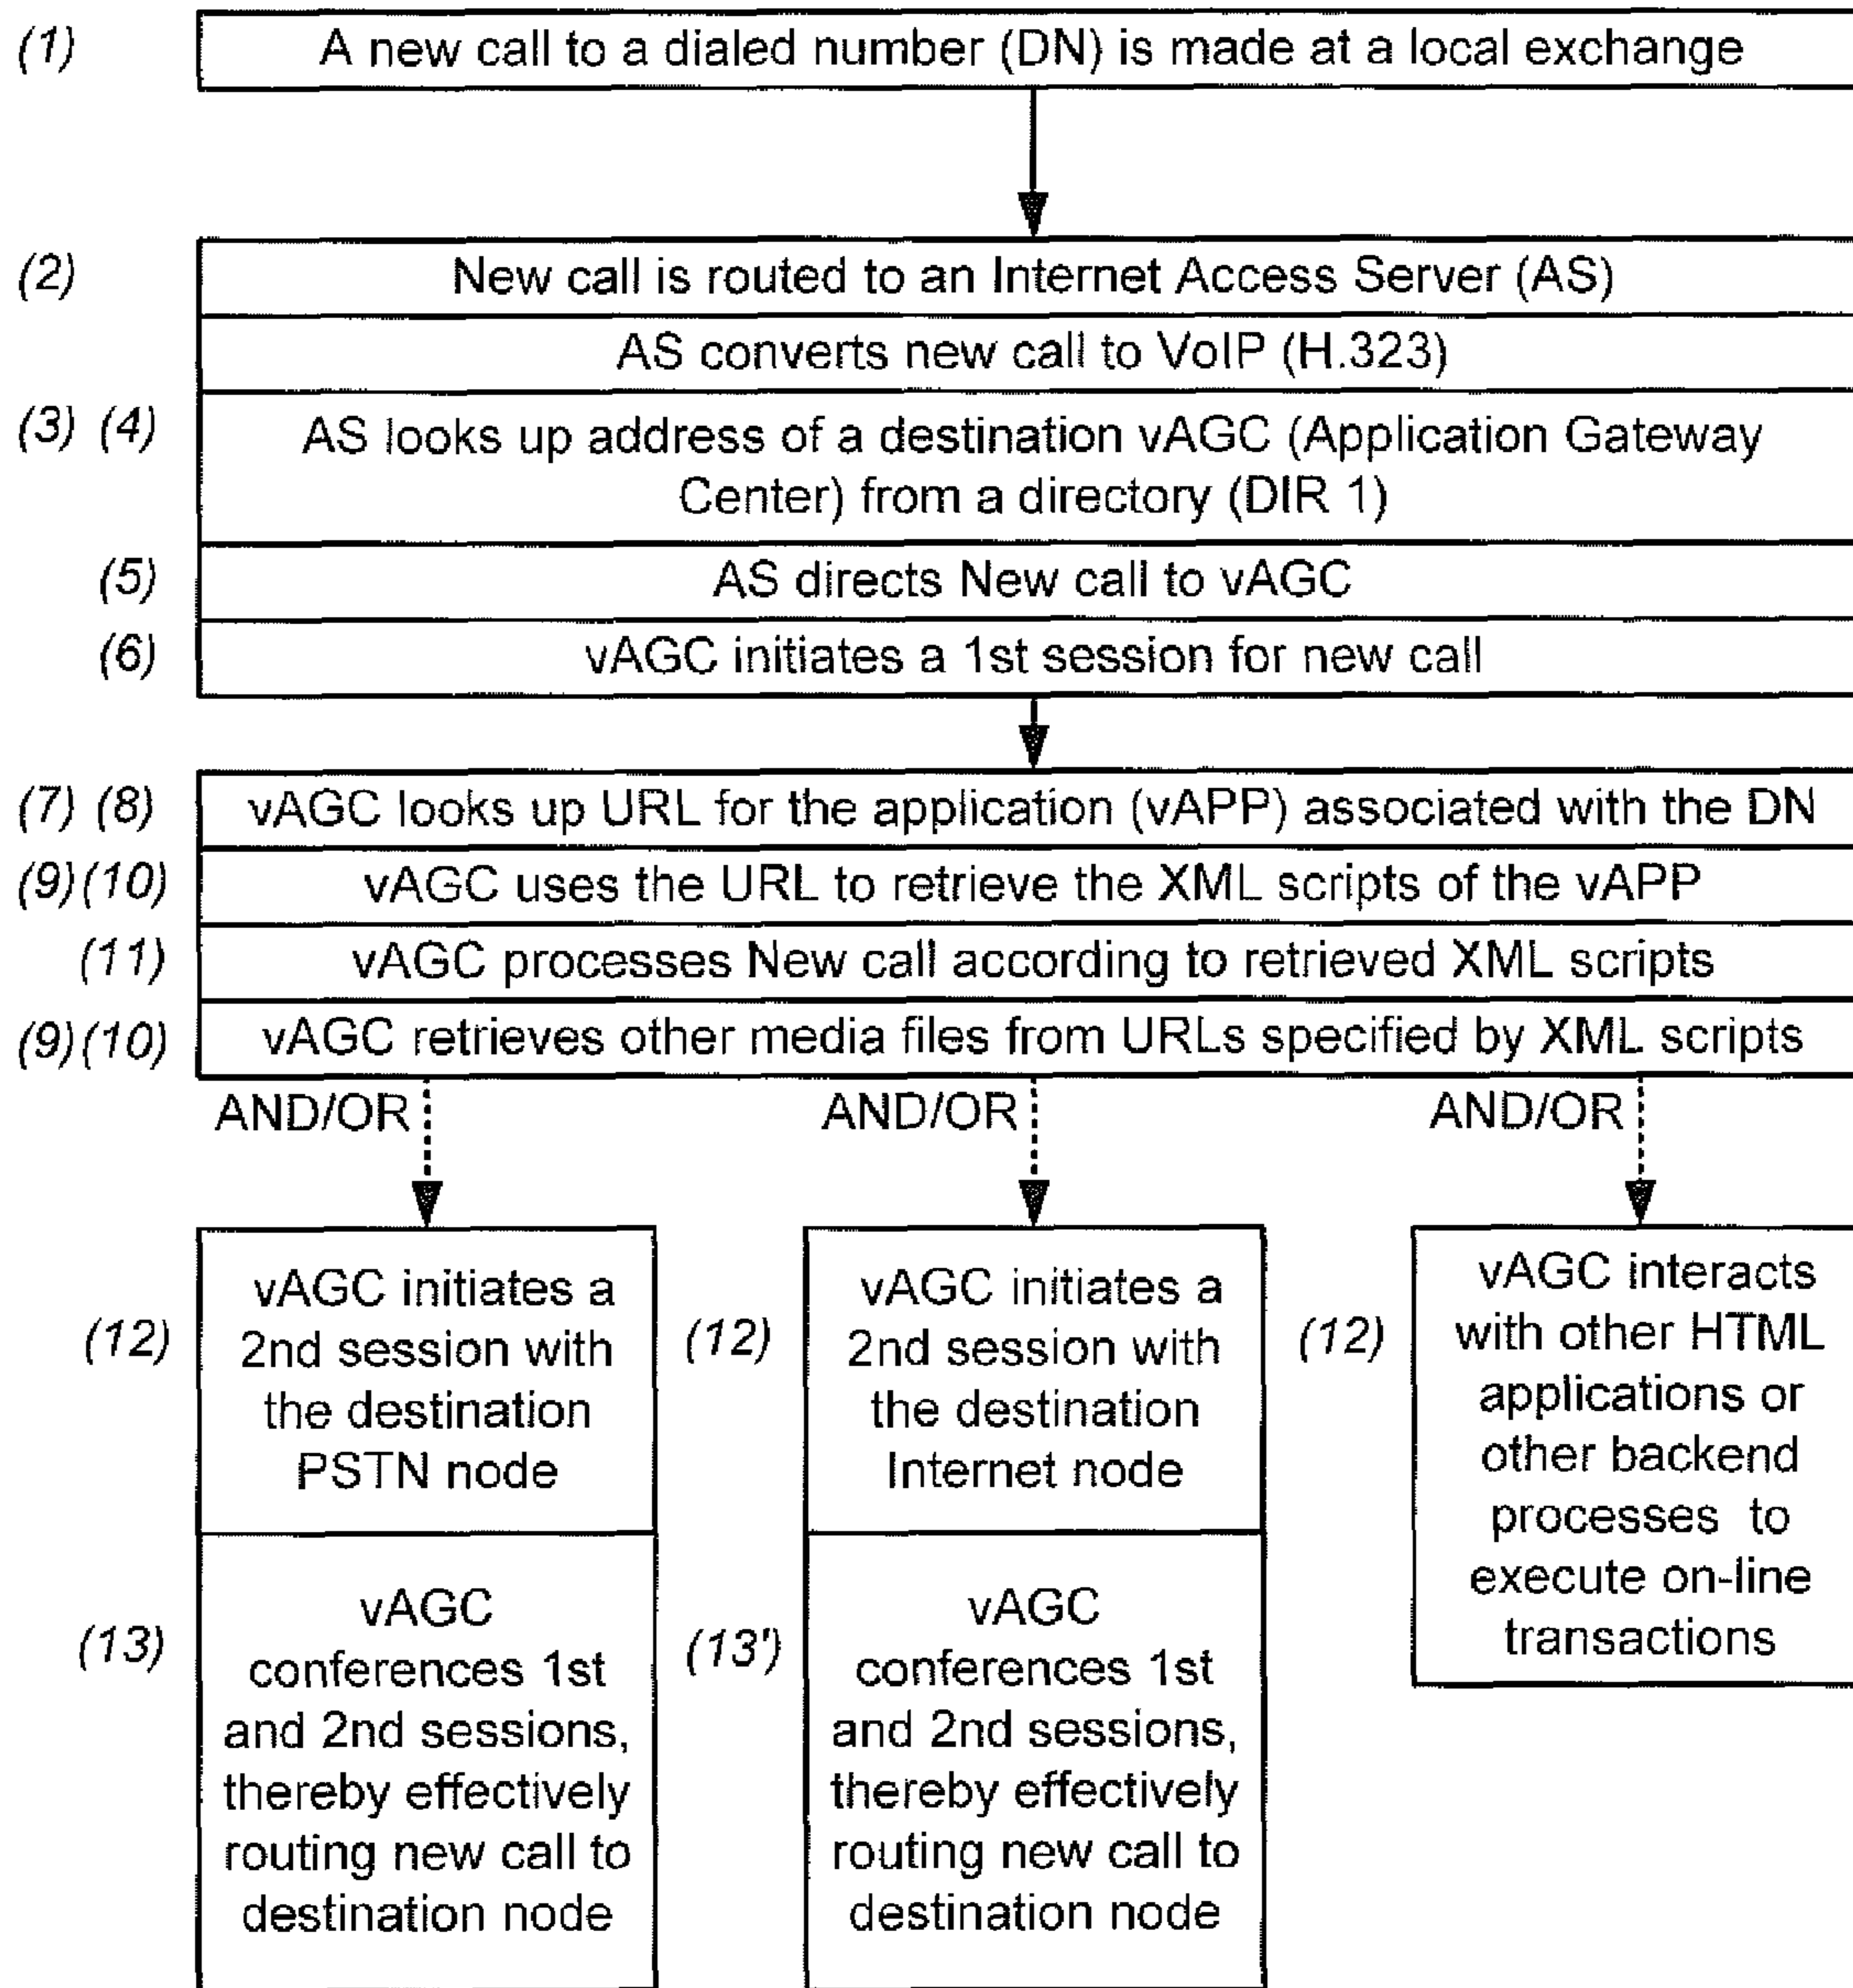 (1) A new call to a dialed number (DN) is made at a local exchange
(2) New call is routed to an Internet Access Server (AS)
AS converts new call to VoIP (H.323)
(3) (4) AS looks up address of a destination vAGC (Application Gateway
Center) from a directory (DIR 1)
(5) AS directs New call to vAGC
(6) vAGC initiates a 1st session for new call
(7) (8) vAGC looks up URL for the application (vAPP) associated with the DN
(9)(10) vAGC uses the URL to retrieve the XML scripts of the vAPP
(11) vAGC processes New call according to retrieved XML scripts
(9)(10) vAGC retrieves other media files from URLs specified by XML scripts
AND/OR
AND/OR
AND/OR
(12)
vAGC initiates a
2nd session with
the destination
PSTN node
(13)
vAGC
conferences 1st
and 2nd sessions,
thereby effectively
routing new call to
destination node
(12)
vAGC initiates a
2nd session with
the destination
Internet node
(13')
vAGC
conferences 1st
and 2nd sessions,
thereby effectively
routing new call to
destination node
(12)
vAGC interacts
with other HTML
applications or
other backend
processes to
execute on-line
transactions